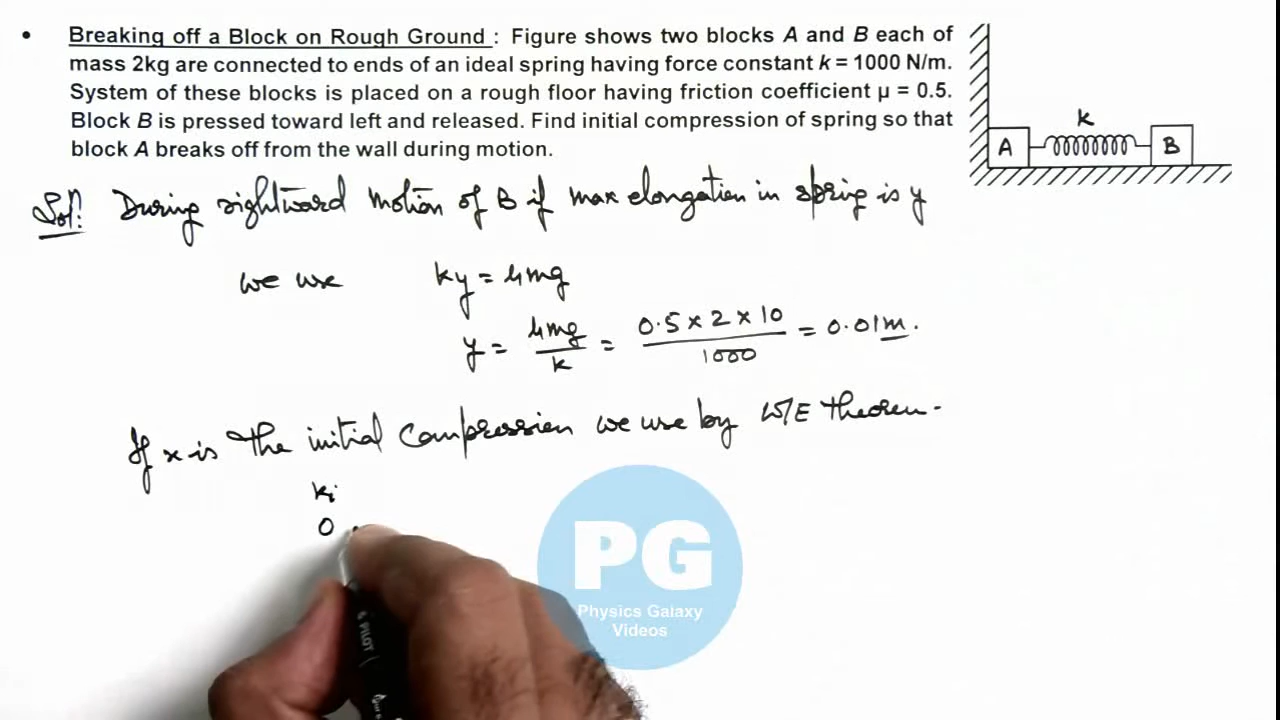 • Breaking off a Block on Rough Ground : Figure shows two blocks A and B each of
mass 2kg are connected to ends of an ideal spring having force constant k = 1000 N/m.
System of these blocks is placed on a rough floor having friction coefficient μ = 0.5.
Block B is pressed toward left and released. Find initial compression of spring so that
block A breaks off from the wall during motion.
k
A
B
Sol: During rightward motion of B if max elongation in spring is y
we use ky = μmg
y = μmg/k = 0.5 × 2 × 10/1000 = 0.01m.
If x is the initial compression we use by W/E theorem.
ki
0
PG
Physics Galaxy
Videos
PILOT